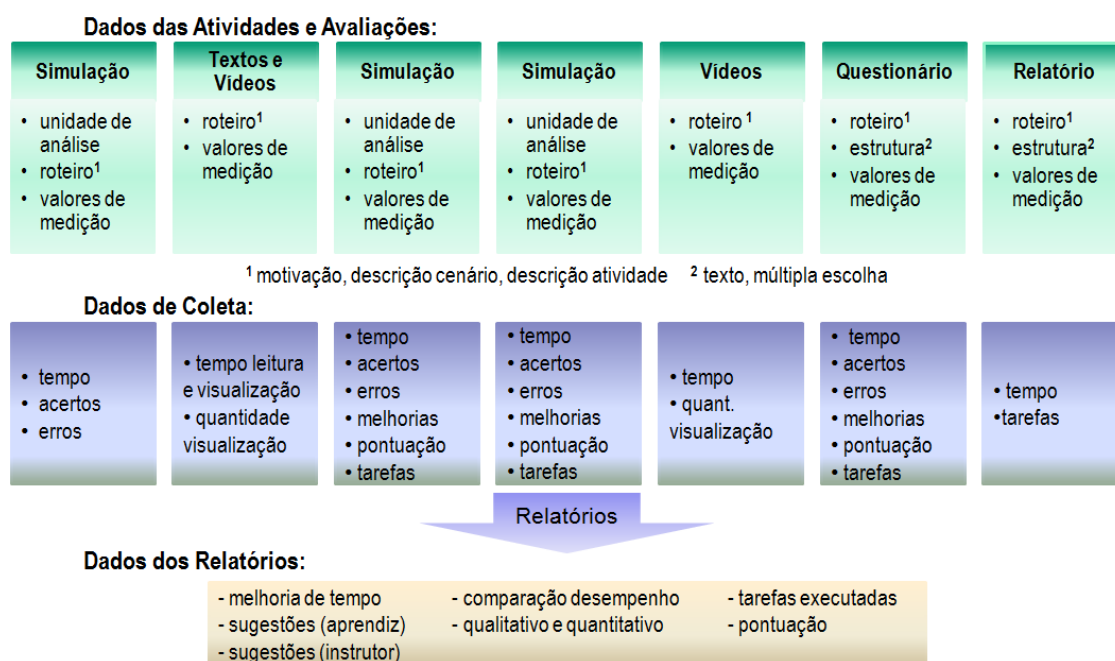 Dados das Atividades e Avaliações:
Simulação
• unidade de
análise
• roteiro¹
• valores de
medição
Textos e
Vídeos
• roteiro¹
• valores de
medição
Simulação
• unidade de
análise
• roteiro¹
• valores de
medição
Simulação
• unidade de
análise
• roteiro¹
• valores de
medição
Vídeos
• roteiro ¹
• valores de
medição
Questionário
• roteiro¹
• estrutura²
• valores de
medição
Relatório
• roteiro¹
• estrutura²
• valores de
medição
¹ motivação, descrição cenário, descrição atividade ² texto, múltipla escolha
Dados de Coleta:
• tempo
• acertos
• erros
• tempo leitura
e visualização
• quantidade
visualização
• tempo
• acertos
• erros
• melhorias
• pontuação
• tarefas
• tempo
• acertos
• erros
• melhorias
• pontuação
• tarefas
• tempo
• quant.
visualização
• tempo
• acertos
• erros
• melhorias
• pontuação
• tarefas
• tempo
•tarefas
Relatórios
Dados dos Relatórios:
- melhoria de tempo
- sugestões (aprendiz)
- sugestões (instrutor)
- comparação desempenho
- qualitativo e quantitativo
- tarefas executadas
- pontuação